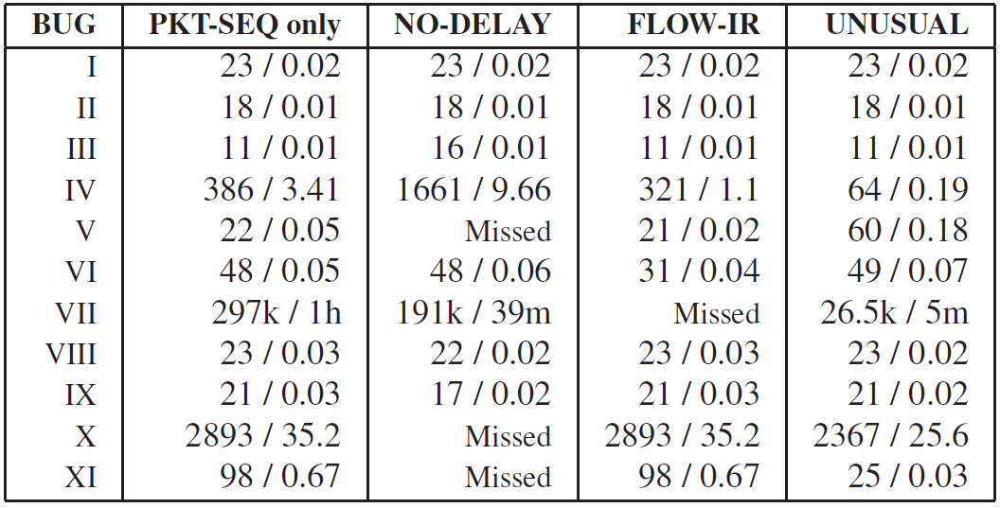 BUG PKT-SEQ only NO-DELAY FLOW-IR UNUSUAL
I 23 / 0.02 23 / 0.02 23 / 0.02 23 / 0.02
II 18 / 0.01 18 / 0.01 18 / 0.01 18 / 0.01
III 11 / 0.01 16 / 0.01 11 / 0.01 11 / 0.01
IV 386 / 3.41 1661 / 9.66 321 / 1.1 64 / 0.19
V 22 / 0.05 Missed 21 / 0.02 60 / 0.18
VI 48 / 0.05 48 / 0.06 31 / 0.04 49 / 0.07
VII 297k / 1h 191k / 39m Missed 26.5k / 5m
VIII 23 / 0.03 22 / 0.02 23 / 0.03 23 / 0.02
IX 21 / 0.03 17 / 0.02 21 / 0.03 21 / 0.02
X 2893 / 35.2 Missed 2893 / 35.2 2367 / 25.6
XI 98 / 0.67 Missed 98 / 0.67 25 / 0.03